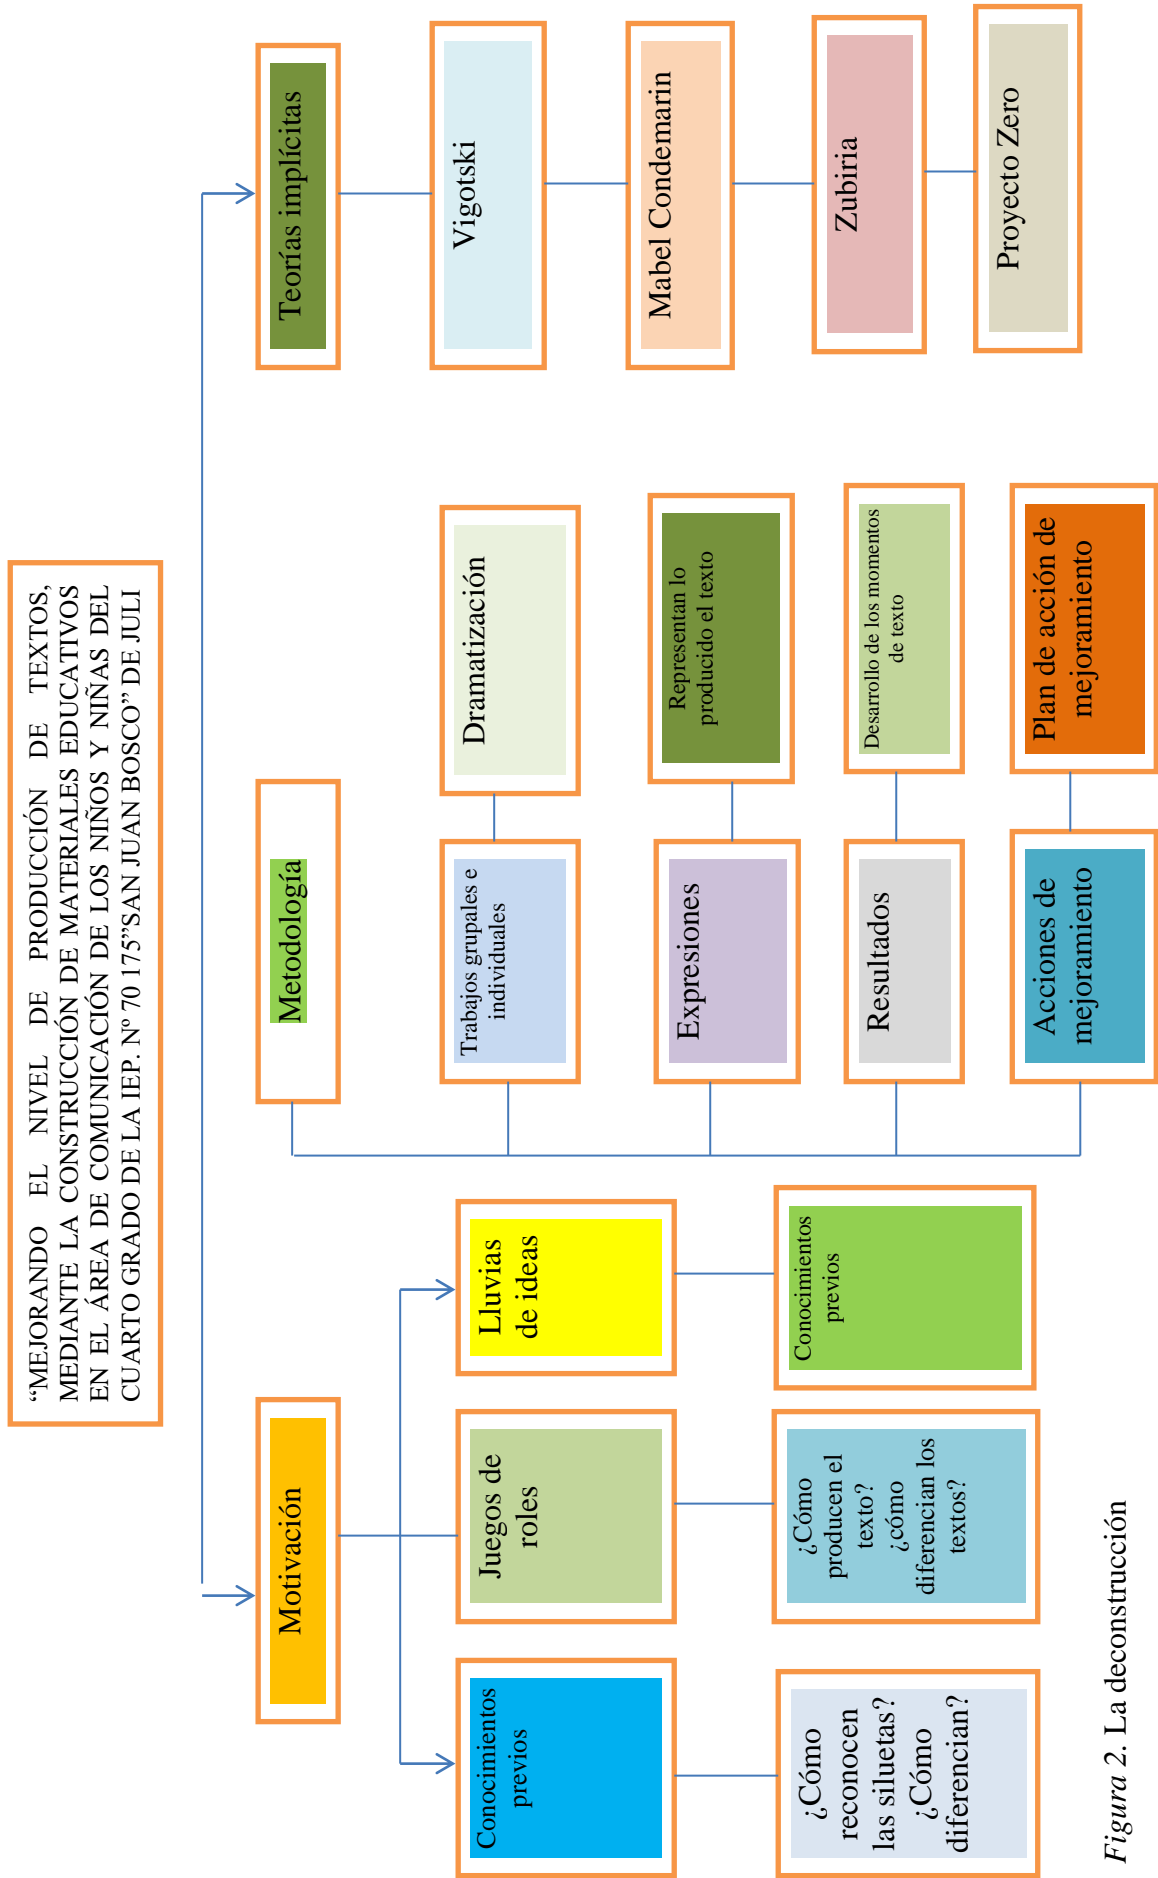 “MEJORANDO EL NIVEL DE PRODUCCIÓN DE TEXTOS,
MEDIANTE LA CONSTRUCCIÓN DE MATERIALES EDUCATIVOS
EN EL ÁREA DE COMUNICACIÓN DE LOS NIÑOS Y NIÑAS DEL
CUARTO GRADO DE LA IEP. Nº 70 175”SAN JUAN BOSCO” DE JULI
Motivación
Metodología
Teorías implícitas
Conocimientos
previos
Juegos de
roles
Lluvias
de ideas
¿Cómo
reconocen
las siluetas?
¿Cómo
diferencian?
¿Cómo
producen el
texto?
¿cómo
diferencian los
textos?
Conocimientos
previos
Trabajos grupales e
individuales
Dramatización
Expresiones
Representan lo
producido el texto
Resultados
Desarrollo de los momentos
de texto
Acciones de
mejoramiento
Plan de acción de
mejoramiento
Vigotski
Mabel Condemarin
Zubiria
Proyecto Zero
Figura 2. La deconstrucción